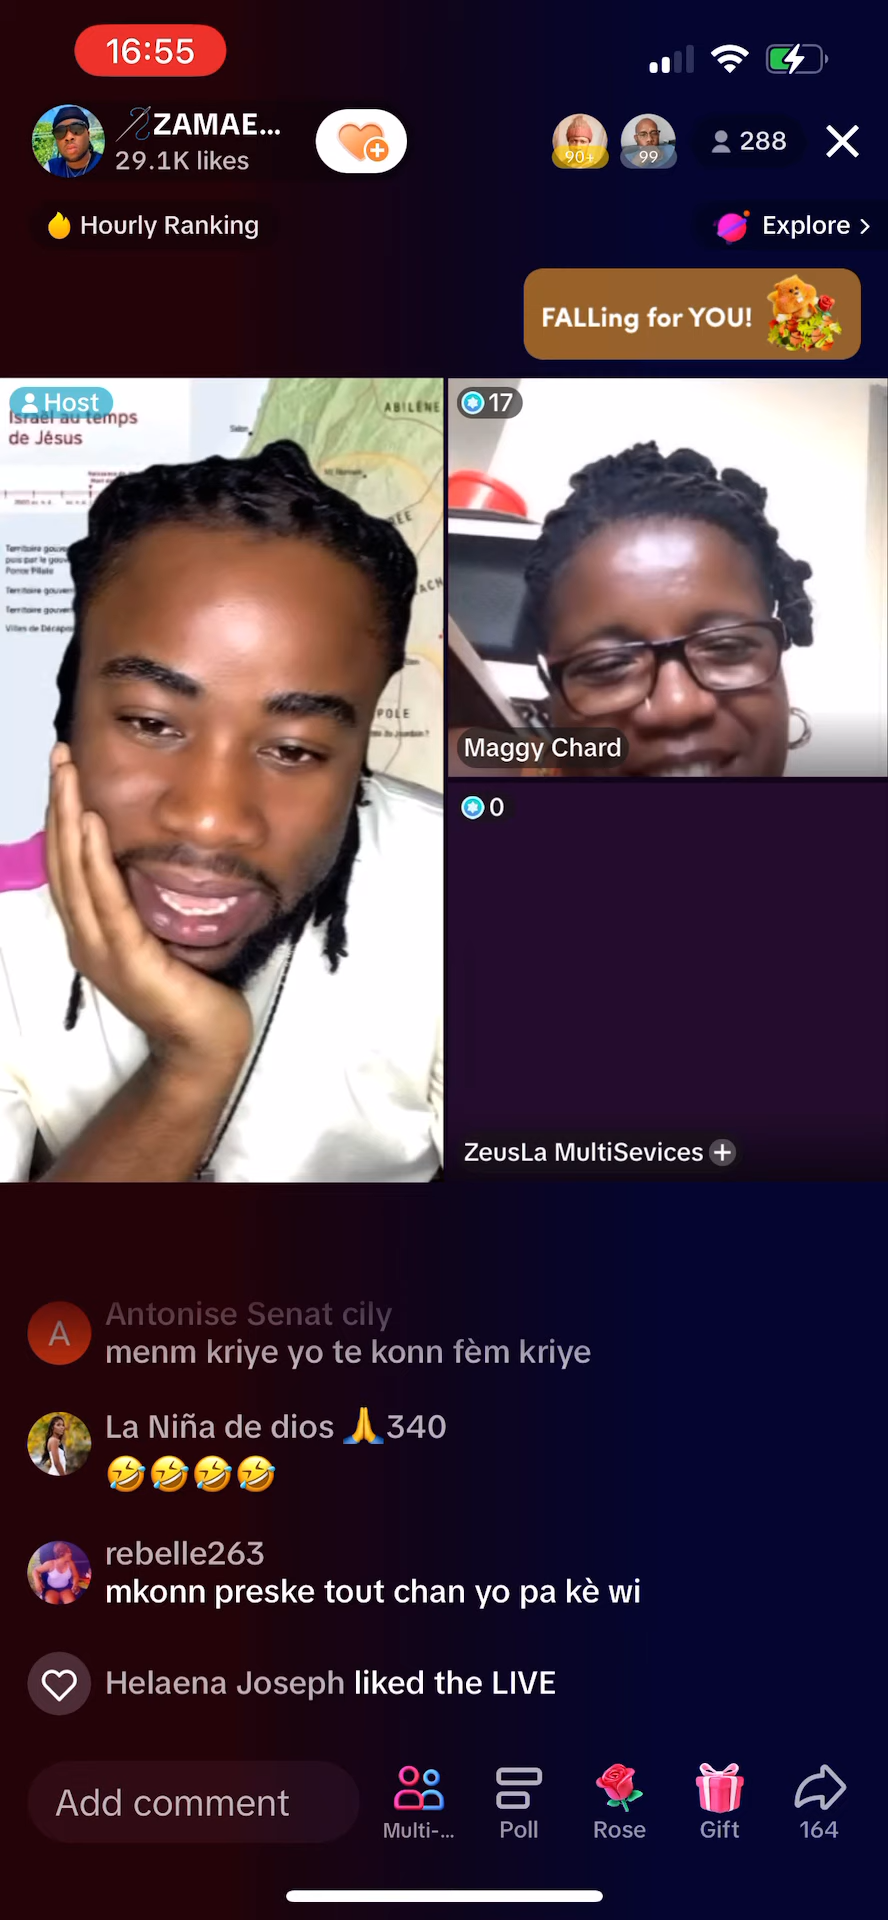 16:55
ZAMAE...
29.1K likes
90+
99
288
Hourly Ranking
Explore >
FALLing for YOU!
Host
Israël au temps
de Jésus
ABILÈNE
17
Maggy Chard
0
ZeusLa MultiSevices
Antonise Senat cily
A
menm kriye yo te konn fèm kriye
La Niña de dios 🙏340
🤣🤣🤣🤣
rebelle263
mkonn preske tout chan yo pa kè wi
Helaena Joseph liked the LIVE
Add comment
Multi-...
Poll
Rose
Gift
164